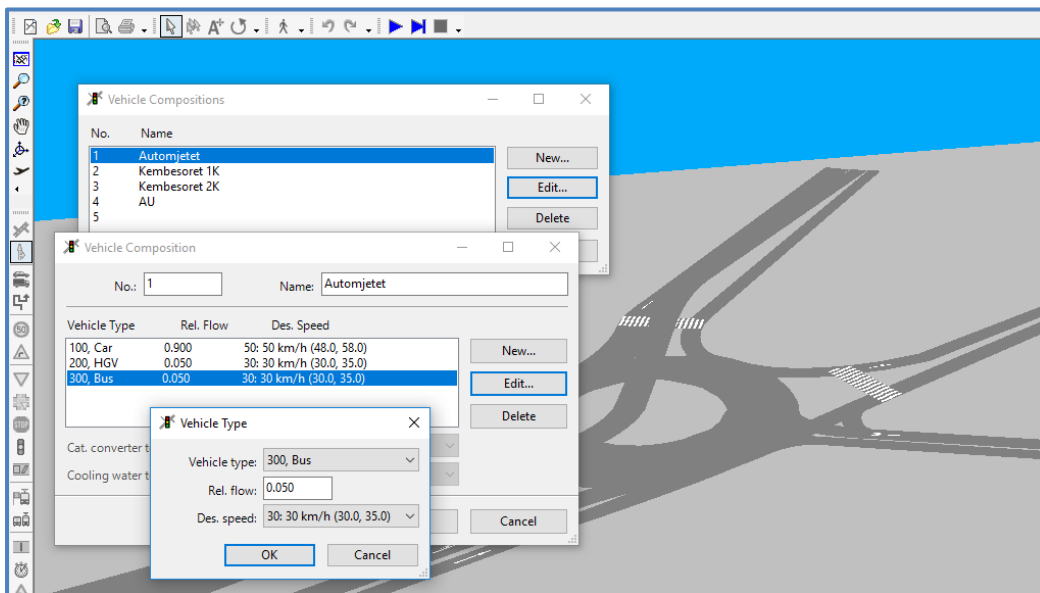 Vehicle Compositions
No. Name
1 Automjetet
2 Kembesoret 1K
3 Kembesoret 2K
4 AU
5
New...
Edit...
Delete
Vehicle Composition
No.: 1 Name: Automjetet
Vehicle Type Rel. Flow Des. Speed
100, Car 0.900 50: 50 km/h (48.0, 58.0)
200, HGV 0.050 30: 30 km/h (30.0, 35.0)
300, Bus 0.050 30: 30 km/h (30.0, 35.0)
New...
Edit...
Delete
Cat. converter t
Cooling water t
Cancel
Vehicle Type
Vehicle type: 300, Bus
Rel. flow: 0.050
Des. speed: 30: 30 km/h (30.0, 35.0)
OK Cancel
A
50
STOP